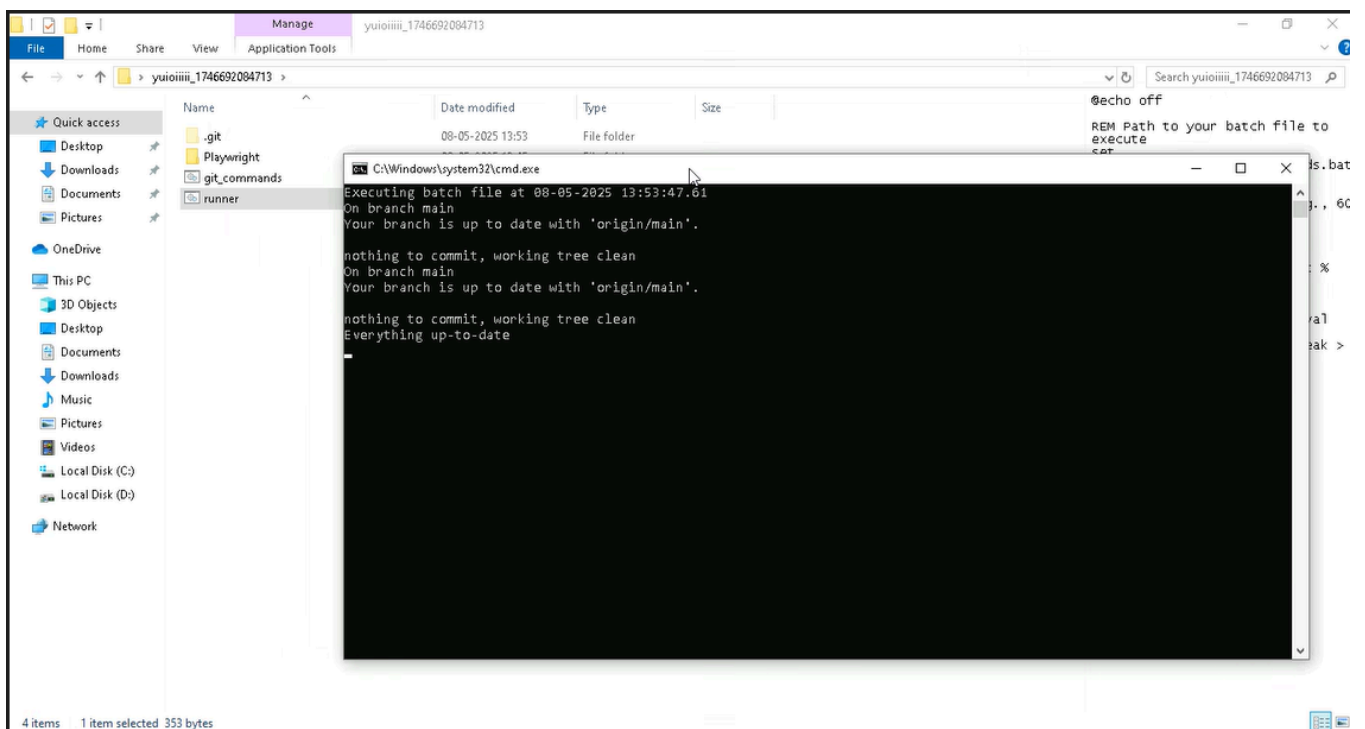 Manage
yuioiiiii_1746692084713
File Home Share View Application Tools
yuioiiiii_1746692084713
Search yuioiiiii_1746692084713
Name Date modified Type Size
Quick access
Desktop
Downloads
Documents
Pictures
OneDrive
This PC
3D Objects
Desktop
Documents
Downloads
Music
Pictures
Videos
Local Disk (C:)
Local Disk (D:)
Network
.git 08-05-2025 13:53 File folder
Playwright
git_commands
runner
@echo off
REM Path to your batch file to
execute
C:\Windows\system32\cmd.exe
Executing batch file at 08-05-2025 13:53:47.61
On branch main
Your branch is up to date with 'origin/main'.
nothing to commit, working tree clean
On branch main
Your branch is up to date with 'origin/main'.
nothing to commit, working tree clean
Everything up-to-date
ds.bat
., 60
%
val
eak >
4 items 1 item selected 353 bytes